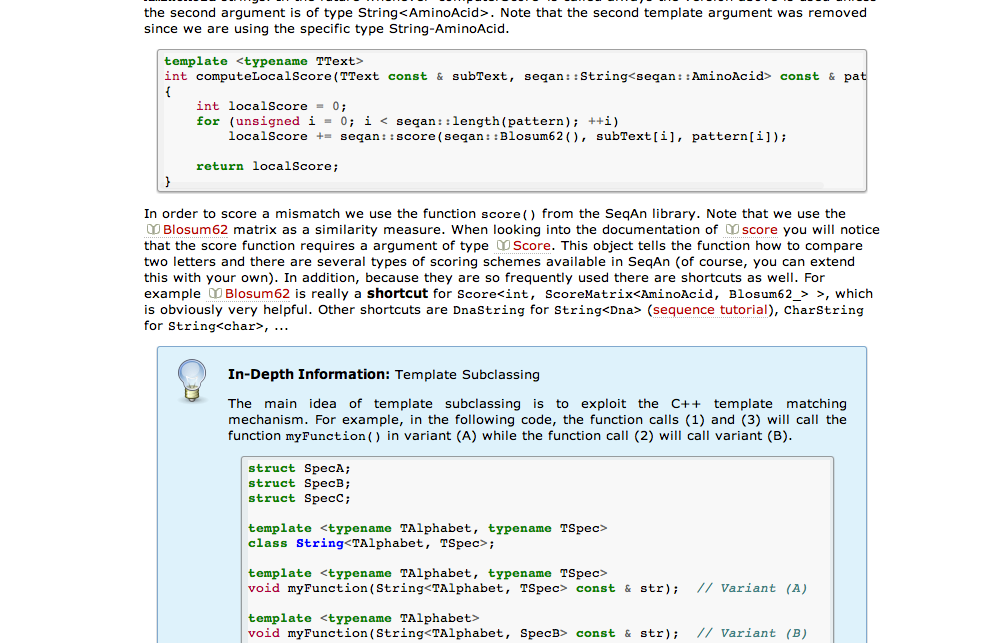 the second argument is of type String<AminoAcid>. Note that the second template argument was removed
since we are using the specific type String-AminoAcid.
template <typename TText>
int computeLocalScore(TText const & subText, seqan::String<seqan::AminoAcid> const & pat
{
int localScore = 0;
for (unsigned i = 0; i < seqan::length(pattern); ++i)
localScore += seqan::score(seqan::Blosum62(), subText[i], pattern[i]);
return localScore;
}
In order to score a mismatch we use the function score() from the SeqAn library. Note that we use the
Blosum62 matrix as a similarity measure. When looking into the documentation of score you will notice
that the score function requires a argument of type Score. This object tells the function how to compare
two letters and there are several types of scoring schemes available in SeqAn (of course, you can extend
this with your own). In addition, because they are so frequently used there are shortcuts as well. For
example Blosum62 is really a shortcut for Score<int, ScoreMatrix<AminoAcid, Blosum62_> >, which
is obviously very helpful. Other shortcuts are DnaString for String<Dna> (sequence tutorial), CharString
for String<char>, ...
In-Depth Information: Template Subclassing
The main idea of template subclassing is to exploit the C++ template matching
mechanism. For example, in the following code, the function calls (1) and (3) will call the
function myFunction() in variant (A) while the function call (2) will call variant (B).
struct SpecA;
struct SpecB;
struct SpecC;
template <typename TAlphabet, typename TSpec>
class String<TAlphabet, TSpec>;
template <typename TAlphabet, typename TSpec>
void myFunction(String<TAlphabet, TSpec> const & str); // Variant (A)
template <typename TAlphabet>
void myFunction(String<TAlphabet, SpecB> const & str); // Variant (B)